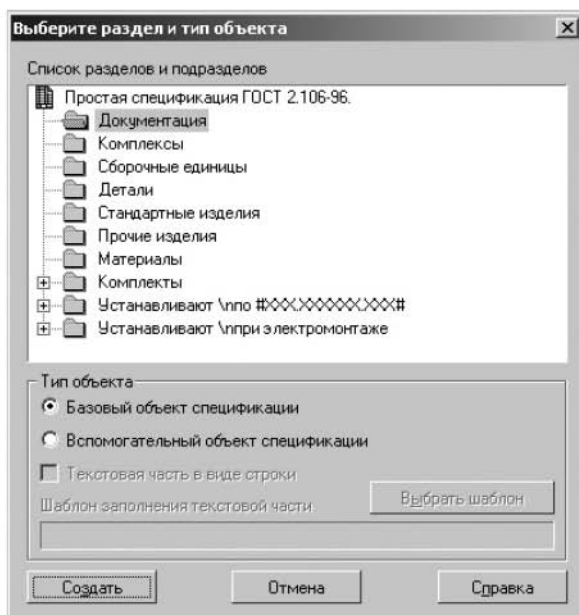 Выберите раздел и тип объекта
Список разделов и подразделов
Простая спецификация ГОСТ 2.106-96.
Документация
Комплексы
Сборочные единицы
Детали
Стандартные изделия
Прочие изделия
Материалы
Комплекты
Устанавливают \nпо #XXX.XXXXXX.XXX#
Устанавливают \nпри электромонтаже
Тип объекта
Базовый объект спецификации
Вспомогательный объект спецификации
Текстовая часть в виде строки
Шаблон заполнения текстовой части
Выбрать шаблон
Создать
Отмена
Справка